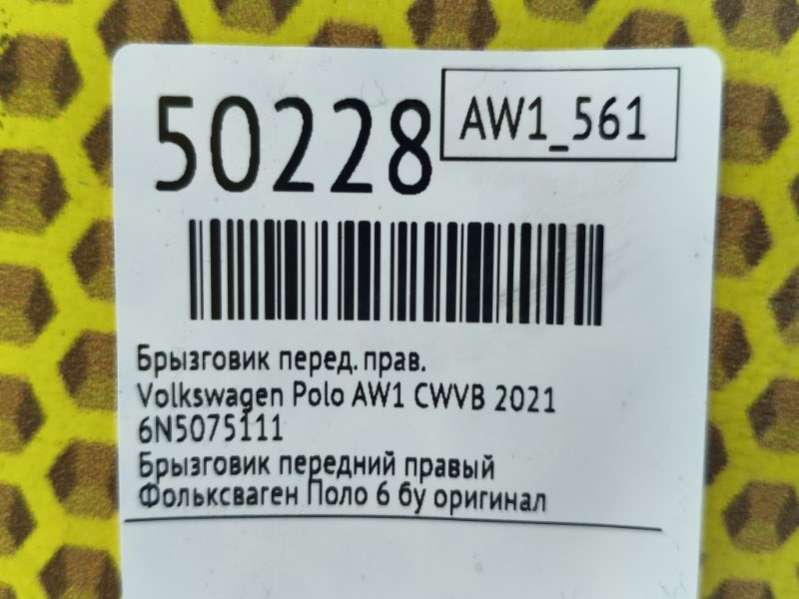 50228
AW1_561
Брызговик перед. прав.
Volkswagen Polo AW1 CWVB 2021
6N5075111
Брызговик передний правый
Фольксваген Поло 6 бу оригинал